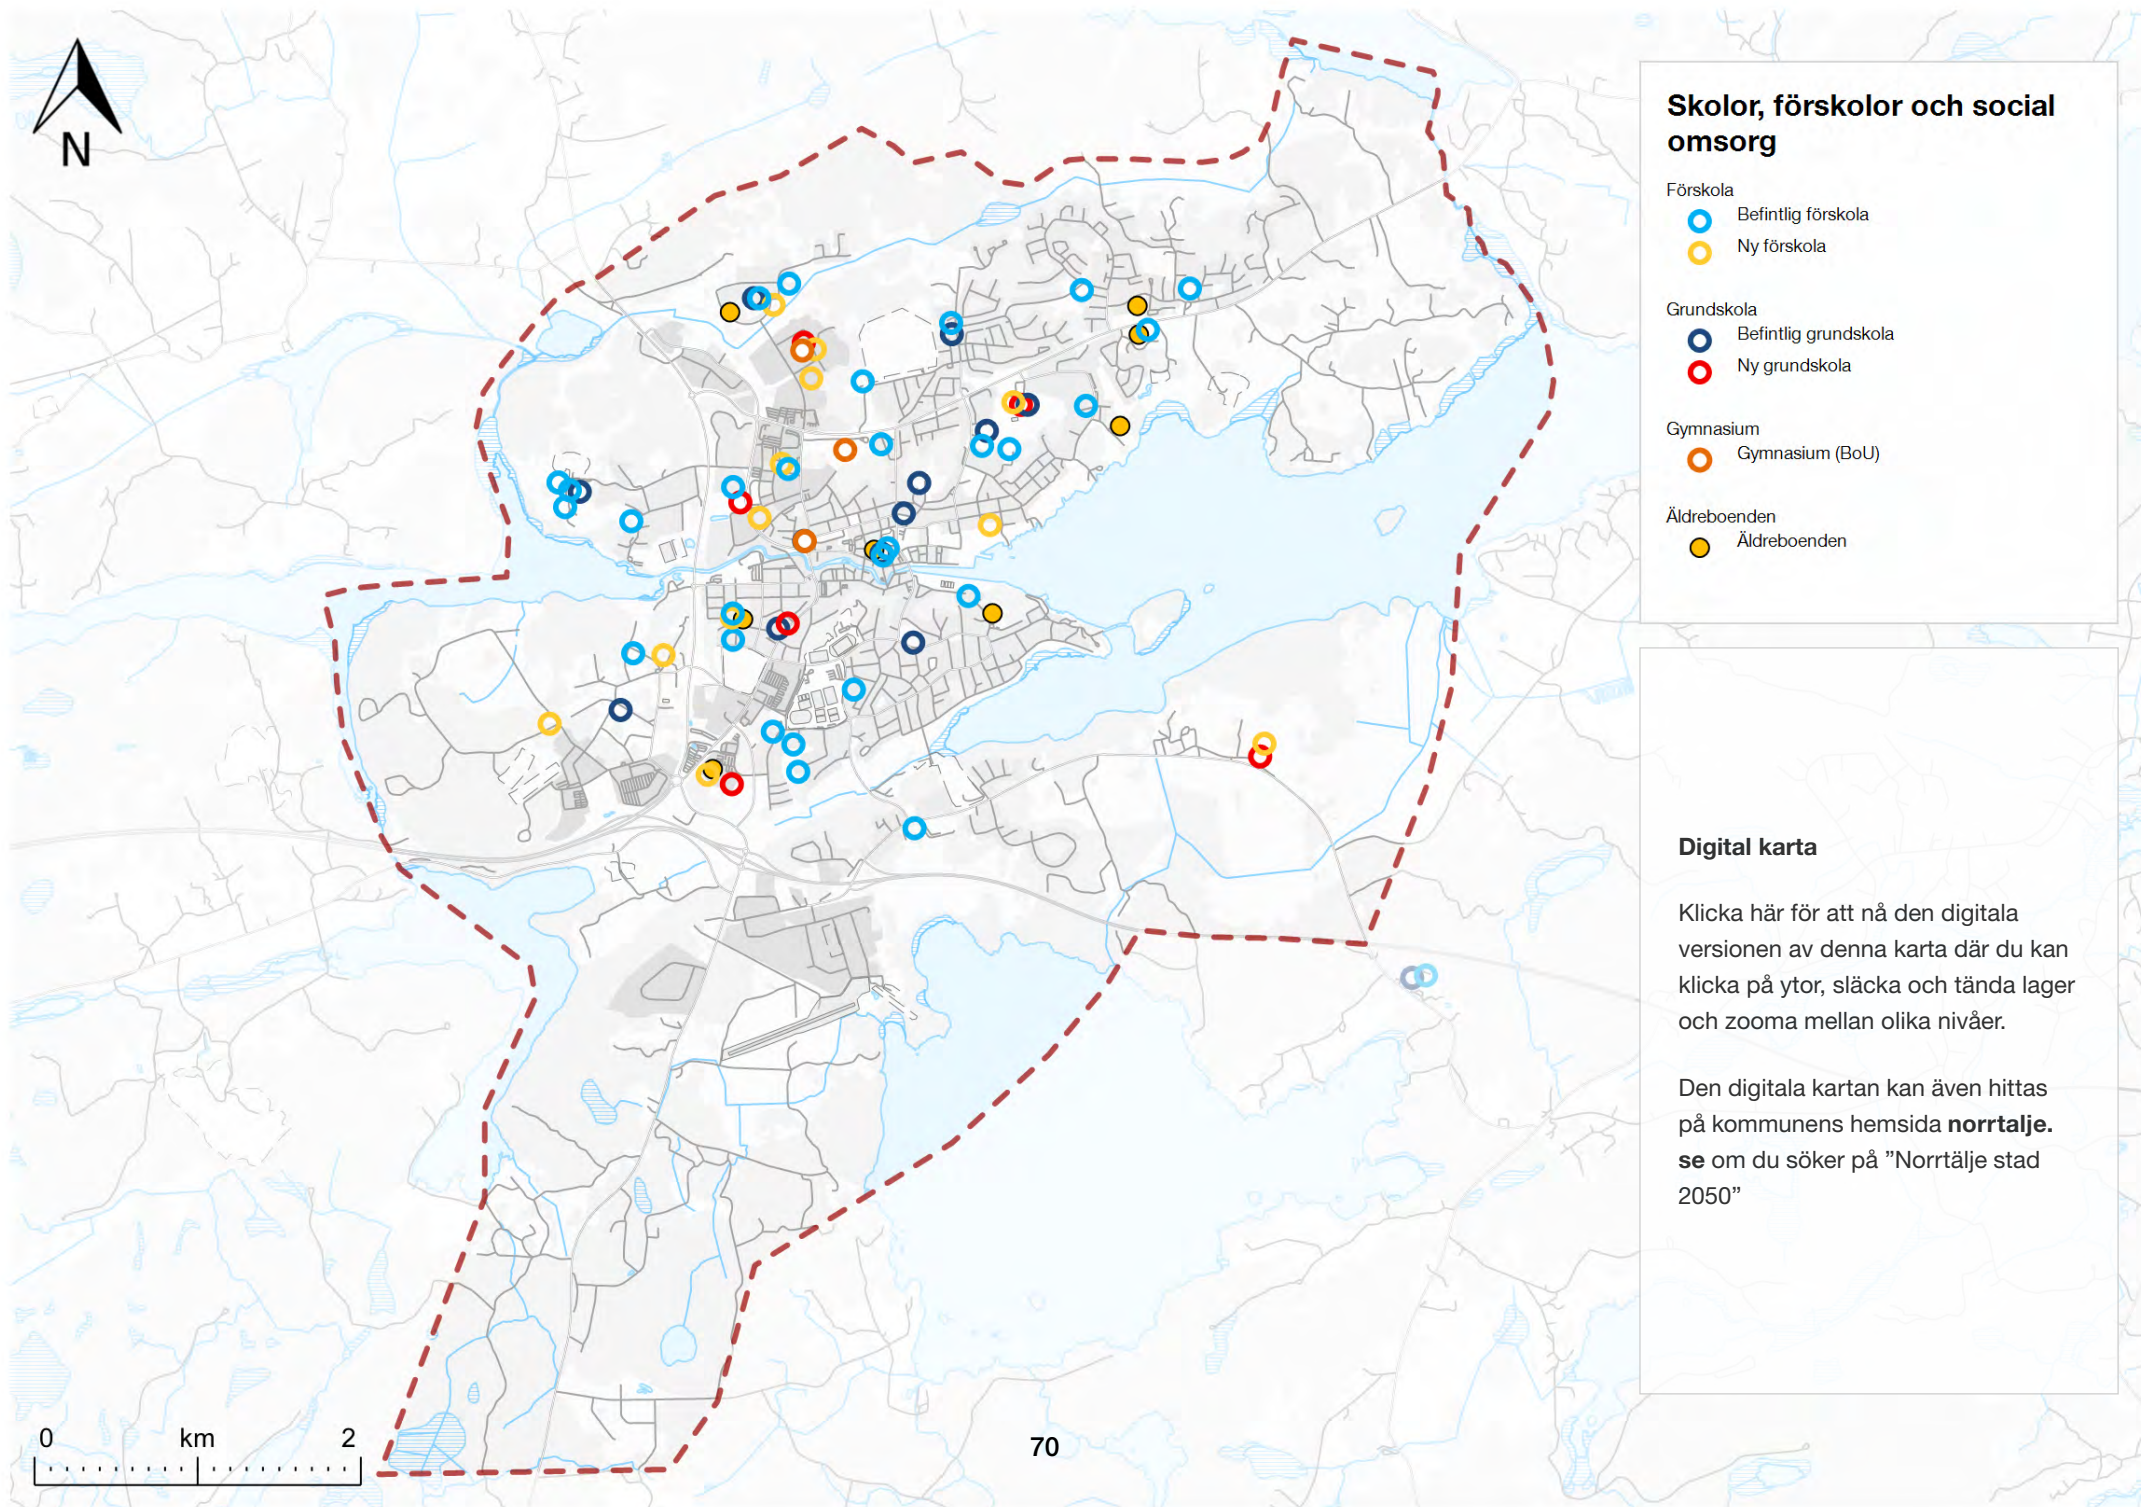 N
Skolor, förskolor och social
omsorg
Förskola
Befintlig förskola
Ny förskola
Grundskola
Befintlig grundskola
Ny grundskola
Gymnasium
Gymnasium (BoU)
Äldreboenden
Äldreboenden
Digital karta
Klicka här för att nå den digitala
versionen av denna karta där du kan
klicka på ytor, släcka och tända lager
och zooma mellan olika nivåer.
Den digitala kartan kan även hittas
på kommunens hemsida norrtalje.
se om du söker på ”Norrtälje stad
2050”
0 km 2
70